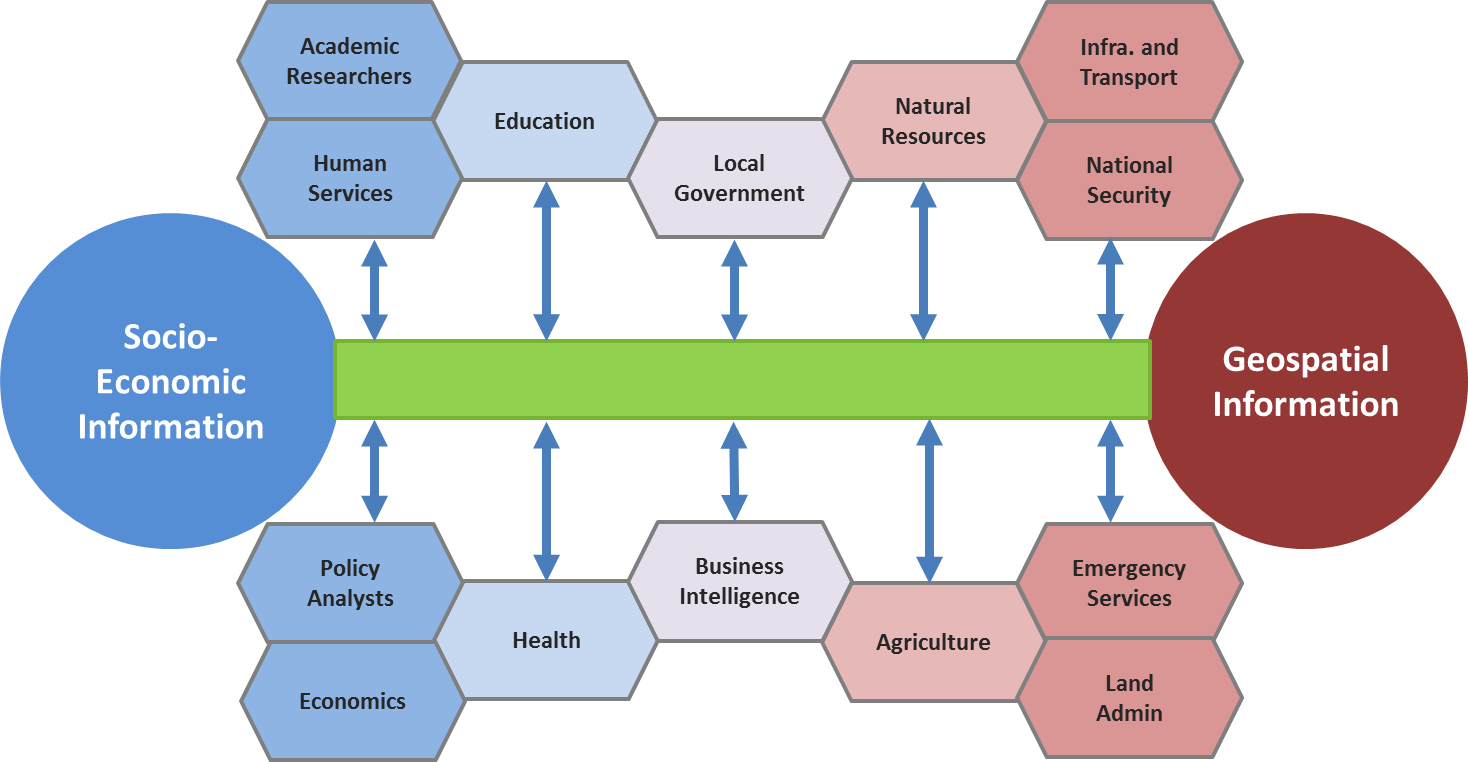 Academic
Researchers
Human
Services
Education
Local
Government
Natural
Resources
Infra. and
Transport
National
Security
Socio-
Economic
Information
Geospatial
Information
Policy
Analysts
Economics
Health
Business
Intelligence
Agriculture
Emergency
Services
Land
Admin